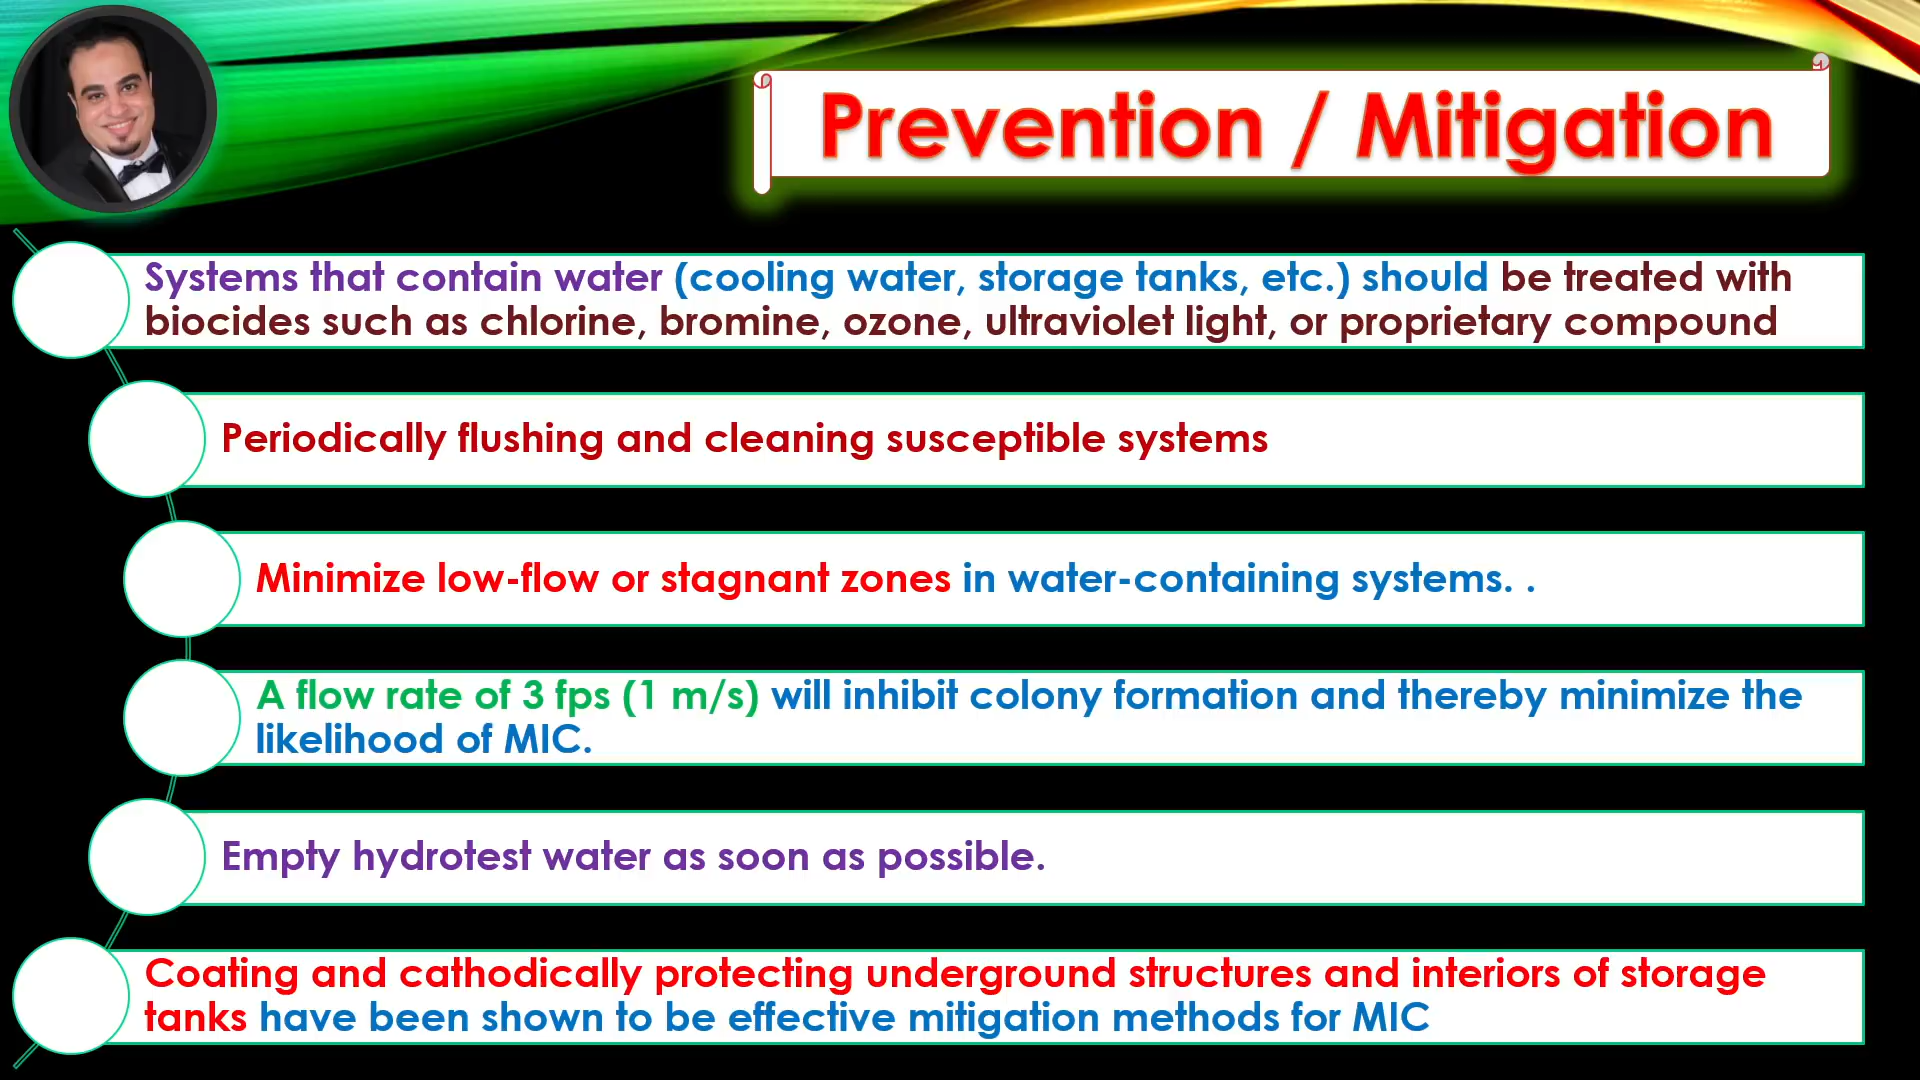 Prevention / Mitigation
Systems that contain water (cooling water, storage tanks, etc.) should be treated with
biocides such as chlorine, bromine, ozone, ultraviolet light, or proprietary compound
Periodically flushing and cleaning susceptible systems
Minimize low-flow or stagnant zones in water-containing systems. .
A flow rate of 3 fps (1 m/s) will inhibit colony formation and thereby minimize the
likelihood of MIC.
Empty hydrotest water as soon as possible.
Coating and cathodically protecting underground structures and interiors of storage
tanks have been shown to be effective mitigation methods for MIC